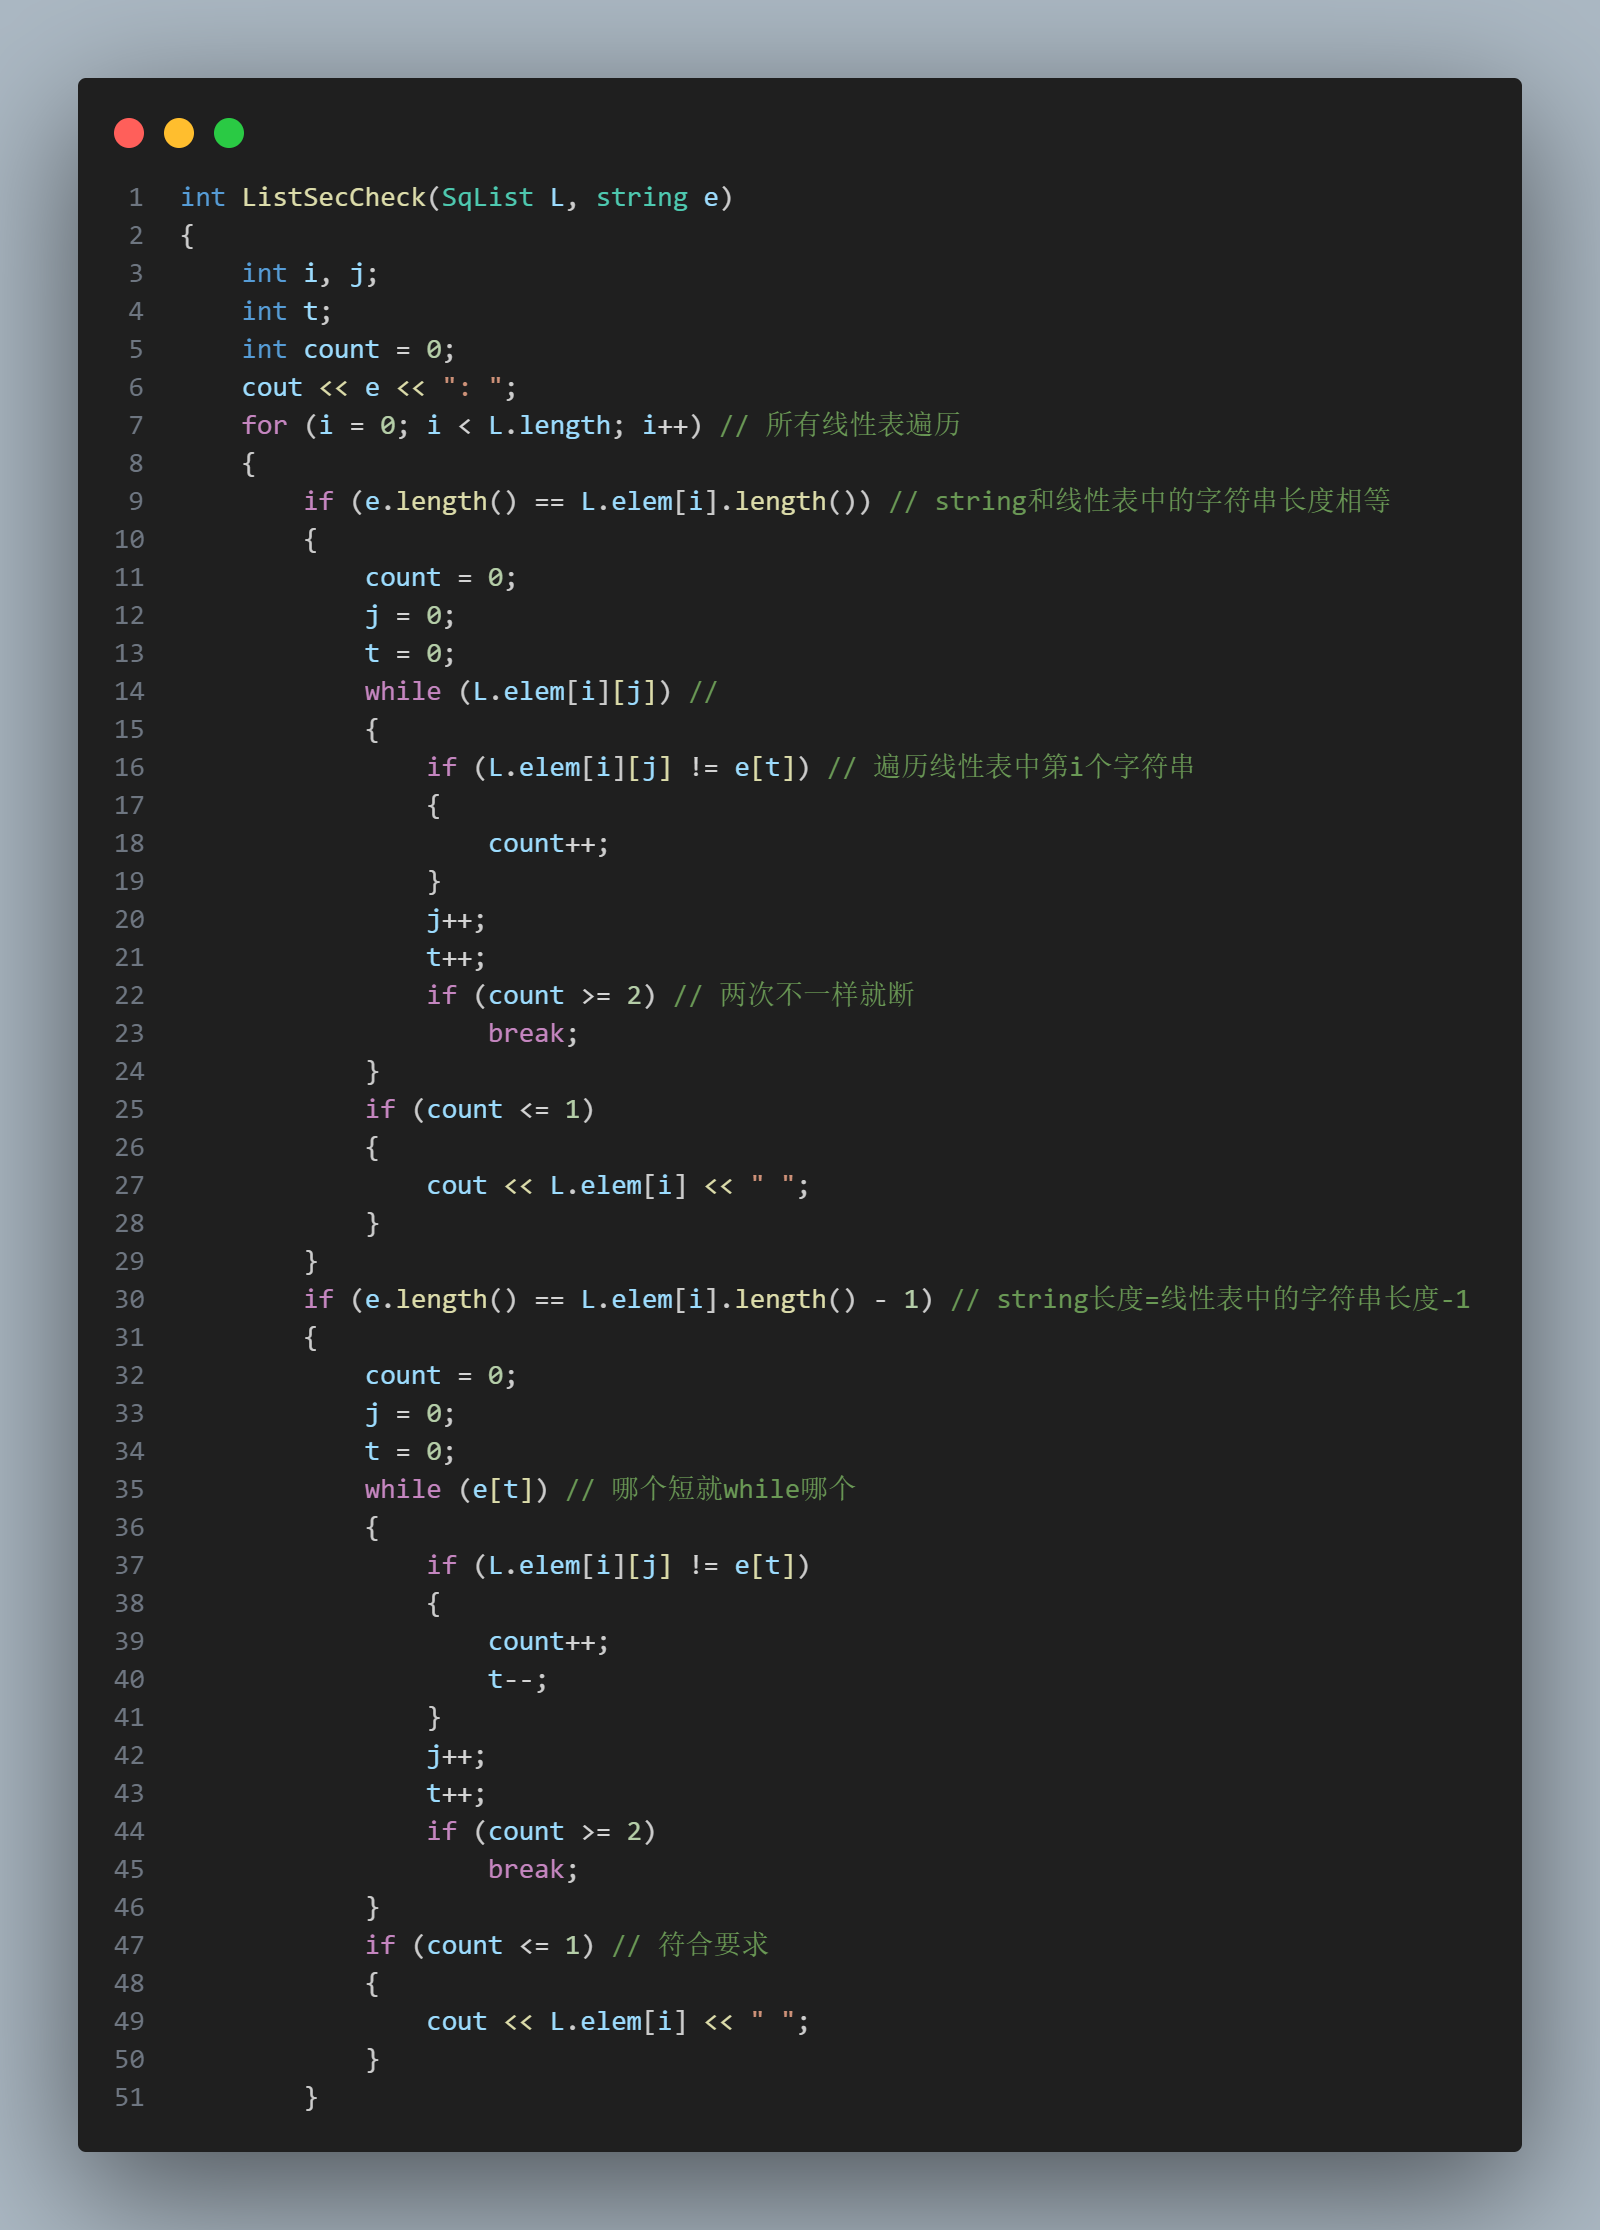 1 int ListSecCheck(SqList L, string e)
2 {
3     int i, j;
4     int t;
5     int count = 0;
6     cout << e << ": ";
7     for (i = 0; i < L.length; i++) // 所有线性表遍历
8     {
9         if (e.length() == L.elem[i].length()) // string和线性表中的字符串长度相等
10         {
11             count = 0;
12             j = 0;
13             t = 0;
14             while (L.elem[i][j]) //
15             {
16                 if (L.elem[i][j] != e[t]) // 遍历线性表中第i个字符串
17                 {
18                     count++;
19                 }
20                 j++;
21                 t++;
22                 if (count >= 2) // 两次不一样就断
23                     break;
24             }
25             if (count <= 1)
26             {
27                 cout << L.elem[i] << " ";
28             }
29         }
30         if (e.length() == L.elem[i].length() - 1) // string长度=线性表中的字符串长度-1
31         {
32             count = 0;
33             j = 0;
34             t = 0;
35             while (e[t]) // 哪个短就while哪个
36             {
37                 if (L.elem[i][j] != e[t])
38                 {
39                     count++;
40                     t--;
41                 }
42                 j++;
43                 t++;
44                 if (count >= 2)
45                     break;
46             }
47             if (count <= 1) // 符合要求
48             {
49                 cout << L.elem[i] << " ";
50             }
51         }